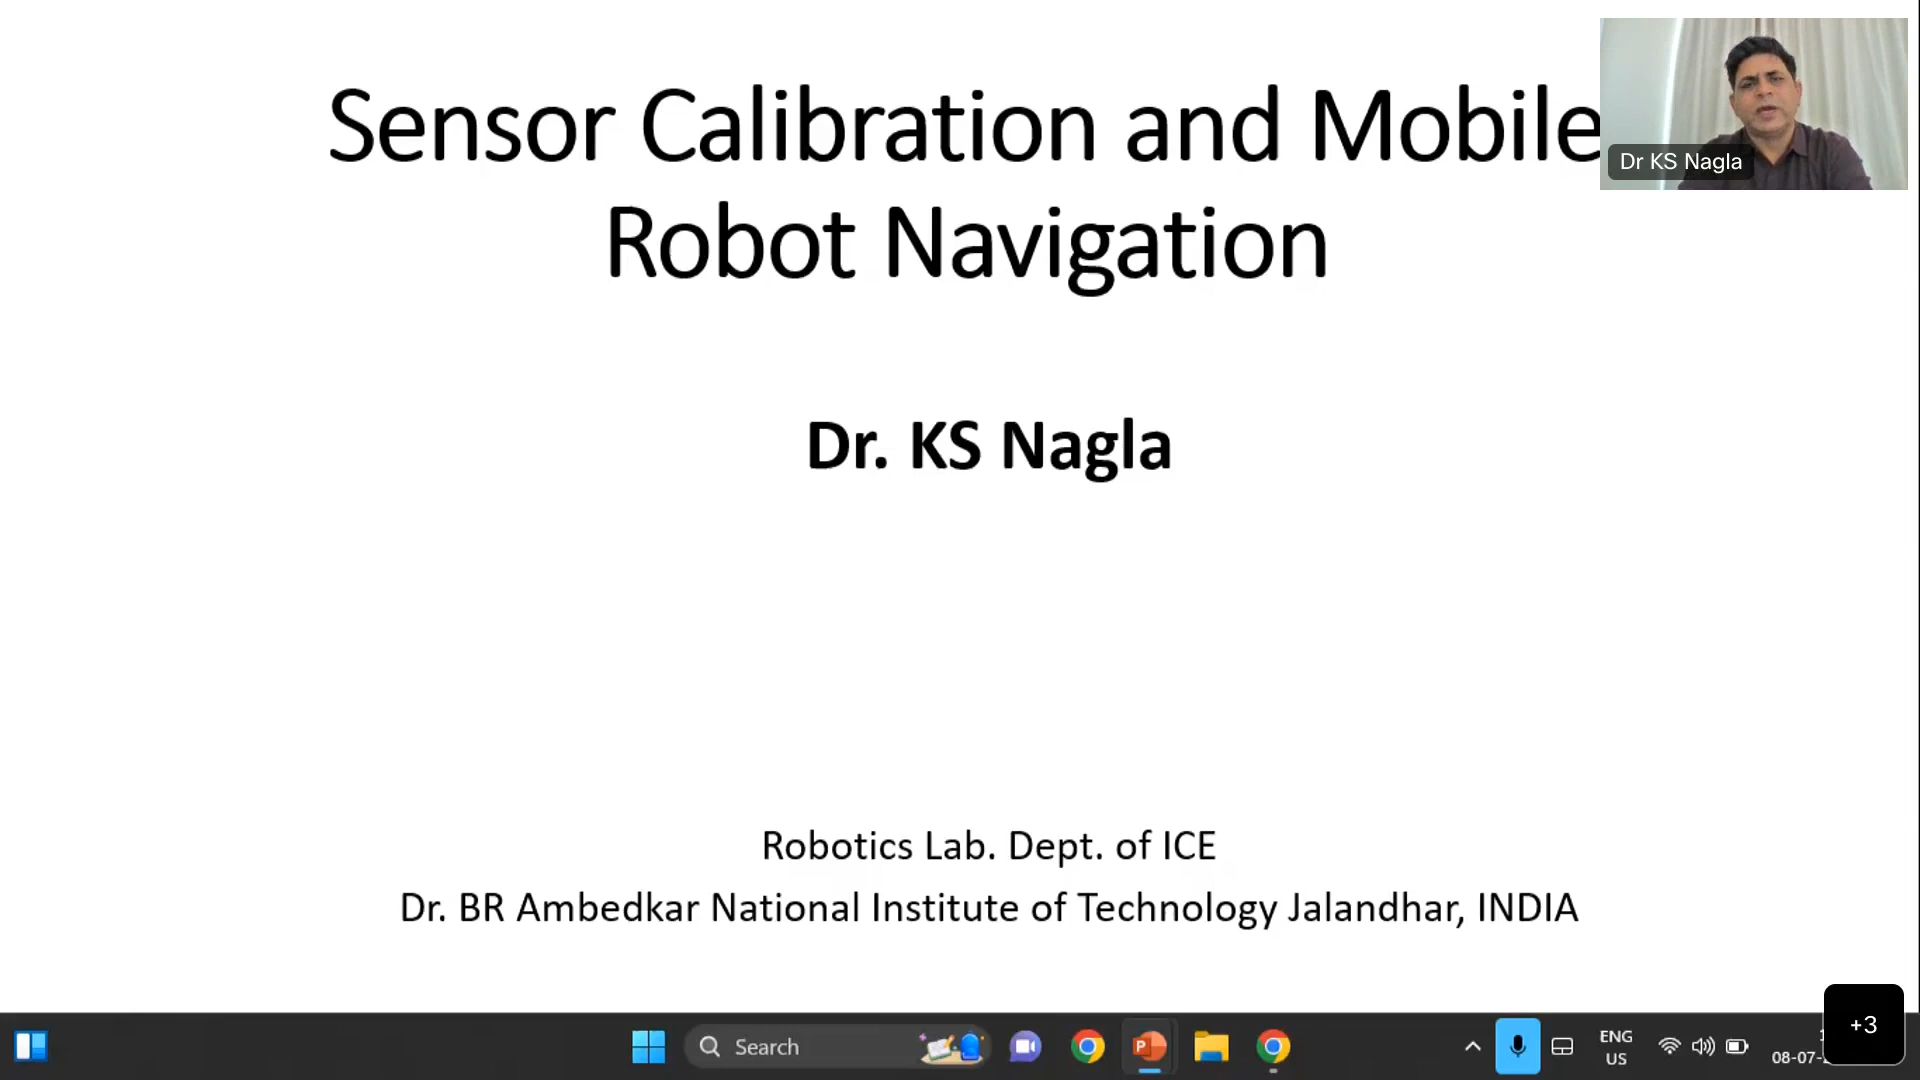 Sensor Calibration and Mobile
Robot Navigation
Dr KS Nagla
Dr. KS Nagla
Robotics Lab. Dept. of ICE
Dr. BR Ambedkar National Institute of Technology Jalandhar, INDIA
Search
ENG
US
08-07-
+3